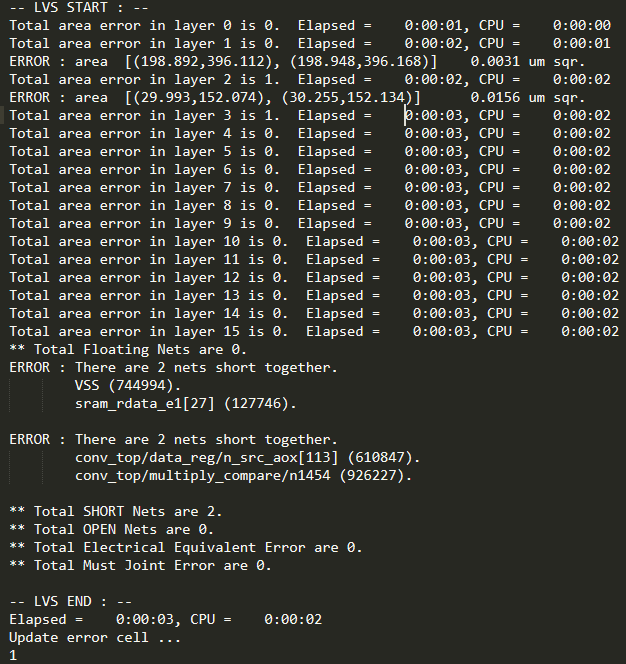 -- LVS START : --
Total area error in layer 0 is 0.  Elapsed =    0:00:01, CPU =    0:00:00
Total area error in layer 1 is 0.  Elapsed =    0:00:02, CPU =    0:00:01
ERROR : area  [(198.892,396.112), (198.948,396.168)]    0.0031 um sqr.
Total area error in layer 2 is 1.  Elapsed =    0:00:02, CPU =    0:00:02
ERROR : area  [(29.993,152.074), (30.255,152.134)]      0.0156 um sqr.
Total area error in layer 3 is 1.  Elapsed =    0:00:03, CPU =    0:00:02
Total area error in layer 4 is 0.  Elapsed =    0:00:03, CPU =    0:00:02
Total area error in layer 5 is 0.  Elapsed =    0:00:03, CPU =    0:00:02
Total area error in layer 6 is 0.  Elapsed =    0:00:03, CPU =    0:00:02
Total area error in layer 7 is 0.  Elapsed =    0:00:03, CPU =    0:00:02
Total area error in layer 8 is 0.  Elapsed =    0:00:03, CPU =    0:00:02
Total area error in layer 9 is 0.  Elapsed =    0:00:03, CPU =    0:00:02
Total area error in layer 10 is 0.  Elapsed =    0:00:03, CPU =    0:00:02
Total area error in layer 11 is 0.  Elapsed =    0:00:03, CPU =    0:00:02
Total area error in layer 12 is 0.  Elapsed =    0:00:03, CPU =    0:00:02
Total area error in layer 13 is 0.  Elapsed =    0:00:03, CPU =    0:00:02
Total area error in layer 14 is 0.  Elapsed =    0:00:03, CPU =    0:00:02
Total area error in layer 15 is 0.  Elapsed =    0:00:03, CPU =    0:00:02
** Total Floating Nets are 0.
ERROR : There are 2 nets short together.
        VSS (744994).
        sram_rdata_e1[27] (127746).

ERROR : There are 2 nets short together.
        conv_top/data_reg/n_src_aox[113] (610847).
        conv_top/multiply_compare/n1454 (926227).

** Total SHORT Nets are 2.
** Total OPEN Nets are 0.
** Total Electrical Equivalent Error are 0.
** Total Must Joint Error are 0.

-- LVS END : --
Elapsed =    0:00:03, CPU =    0:00:02
Update error cell ...
1